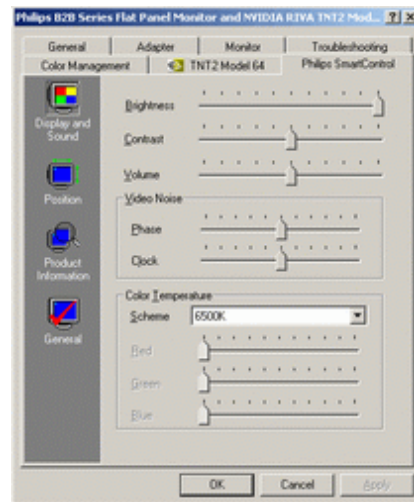 Philips B2B Series Flat Panel Monitor and NVIDIA RIVA TNT2 Mod...
General Adapter Monitor Troubleshooting
Color Management TNT2 Model 64 Philips SmartControl
Display and
Sound
Position
Product
Information
General
Brightness
Contrast
Volume
Video Noise
Phase
Clock
Color Temperature
Scheme 6500K
Red
Green
Blue
OK Cancel Apply